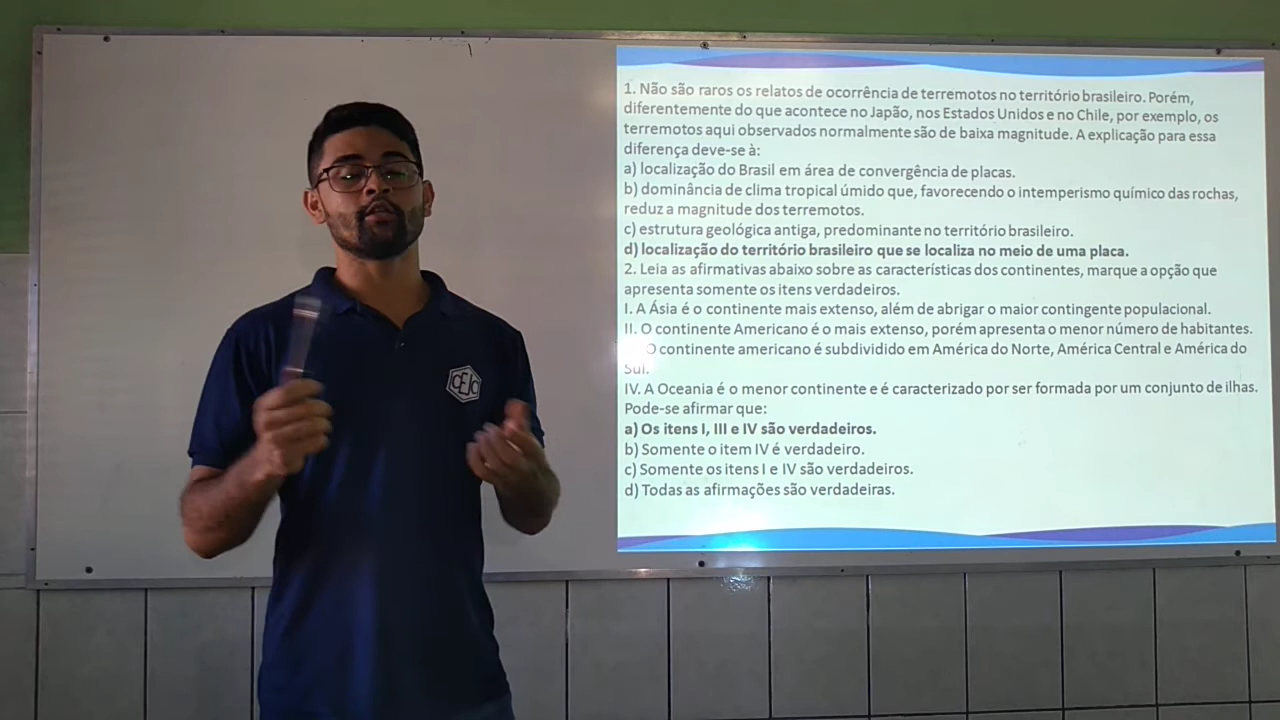 1. Não são raros os relatos de ocorrência de terremotos no território brasileiro. Porém,
diferentemente do que acontece no Japão, nos Estados Unidos e no Chile, por exemplo, os
terremotos aqui observados normalmente são de baixa magnitude. A explicação para essa
diferença deve-se à:
a) localização do Brasil em área de convergência de placas.
b) dominância de clima tropical úmido que, favorecendo o intemperismo químico das rochas,
reduz a magnitude dos terremotos.
c) estrutura geológica antiga, predominante no território brasileiro.
d) localização do território brasileiro que se localiza no meio de uma placa.
2. Leia as afirmativas abaixo sobre as características dos continentes, marque a opção que
apresenta somente os itens verdadeiros.
I. A Ásia é o continente mais extenso, além de abrigar o maior contingente populacional.
II. O continente Americano é o mais extenso, porém apresenta o menor número de habitantes.
O continente americano é subdividido em América do Norte, América Central e América do
Sul.
IV. A Oceania é o menor continente e é caracterizado por ser formada por um conjunto de ilhas.
Pode-se afirmar que:
a) Os itens I, III e IV são verdadeiros.
b) Somente o item IV é verdadeiro.
c) Somente os itens I e IV são verdadeiros.
d) Todas as afirmações são verdadeiras.